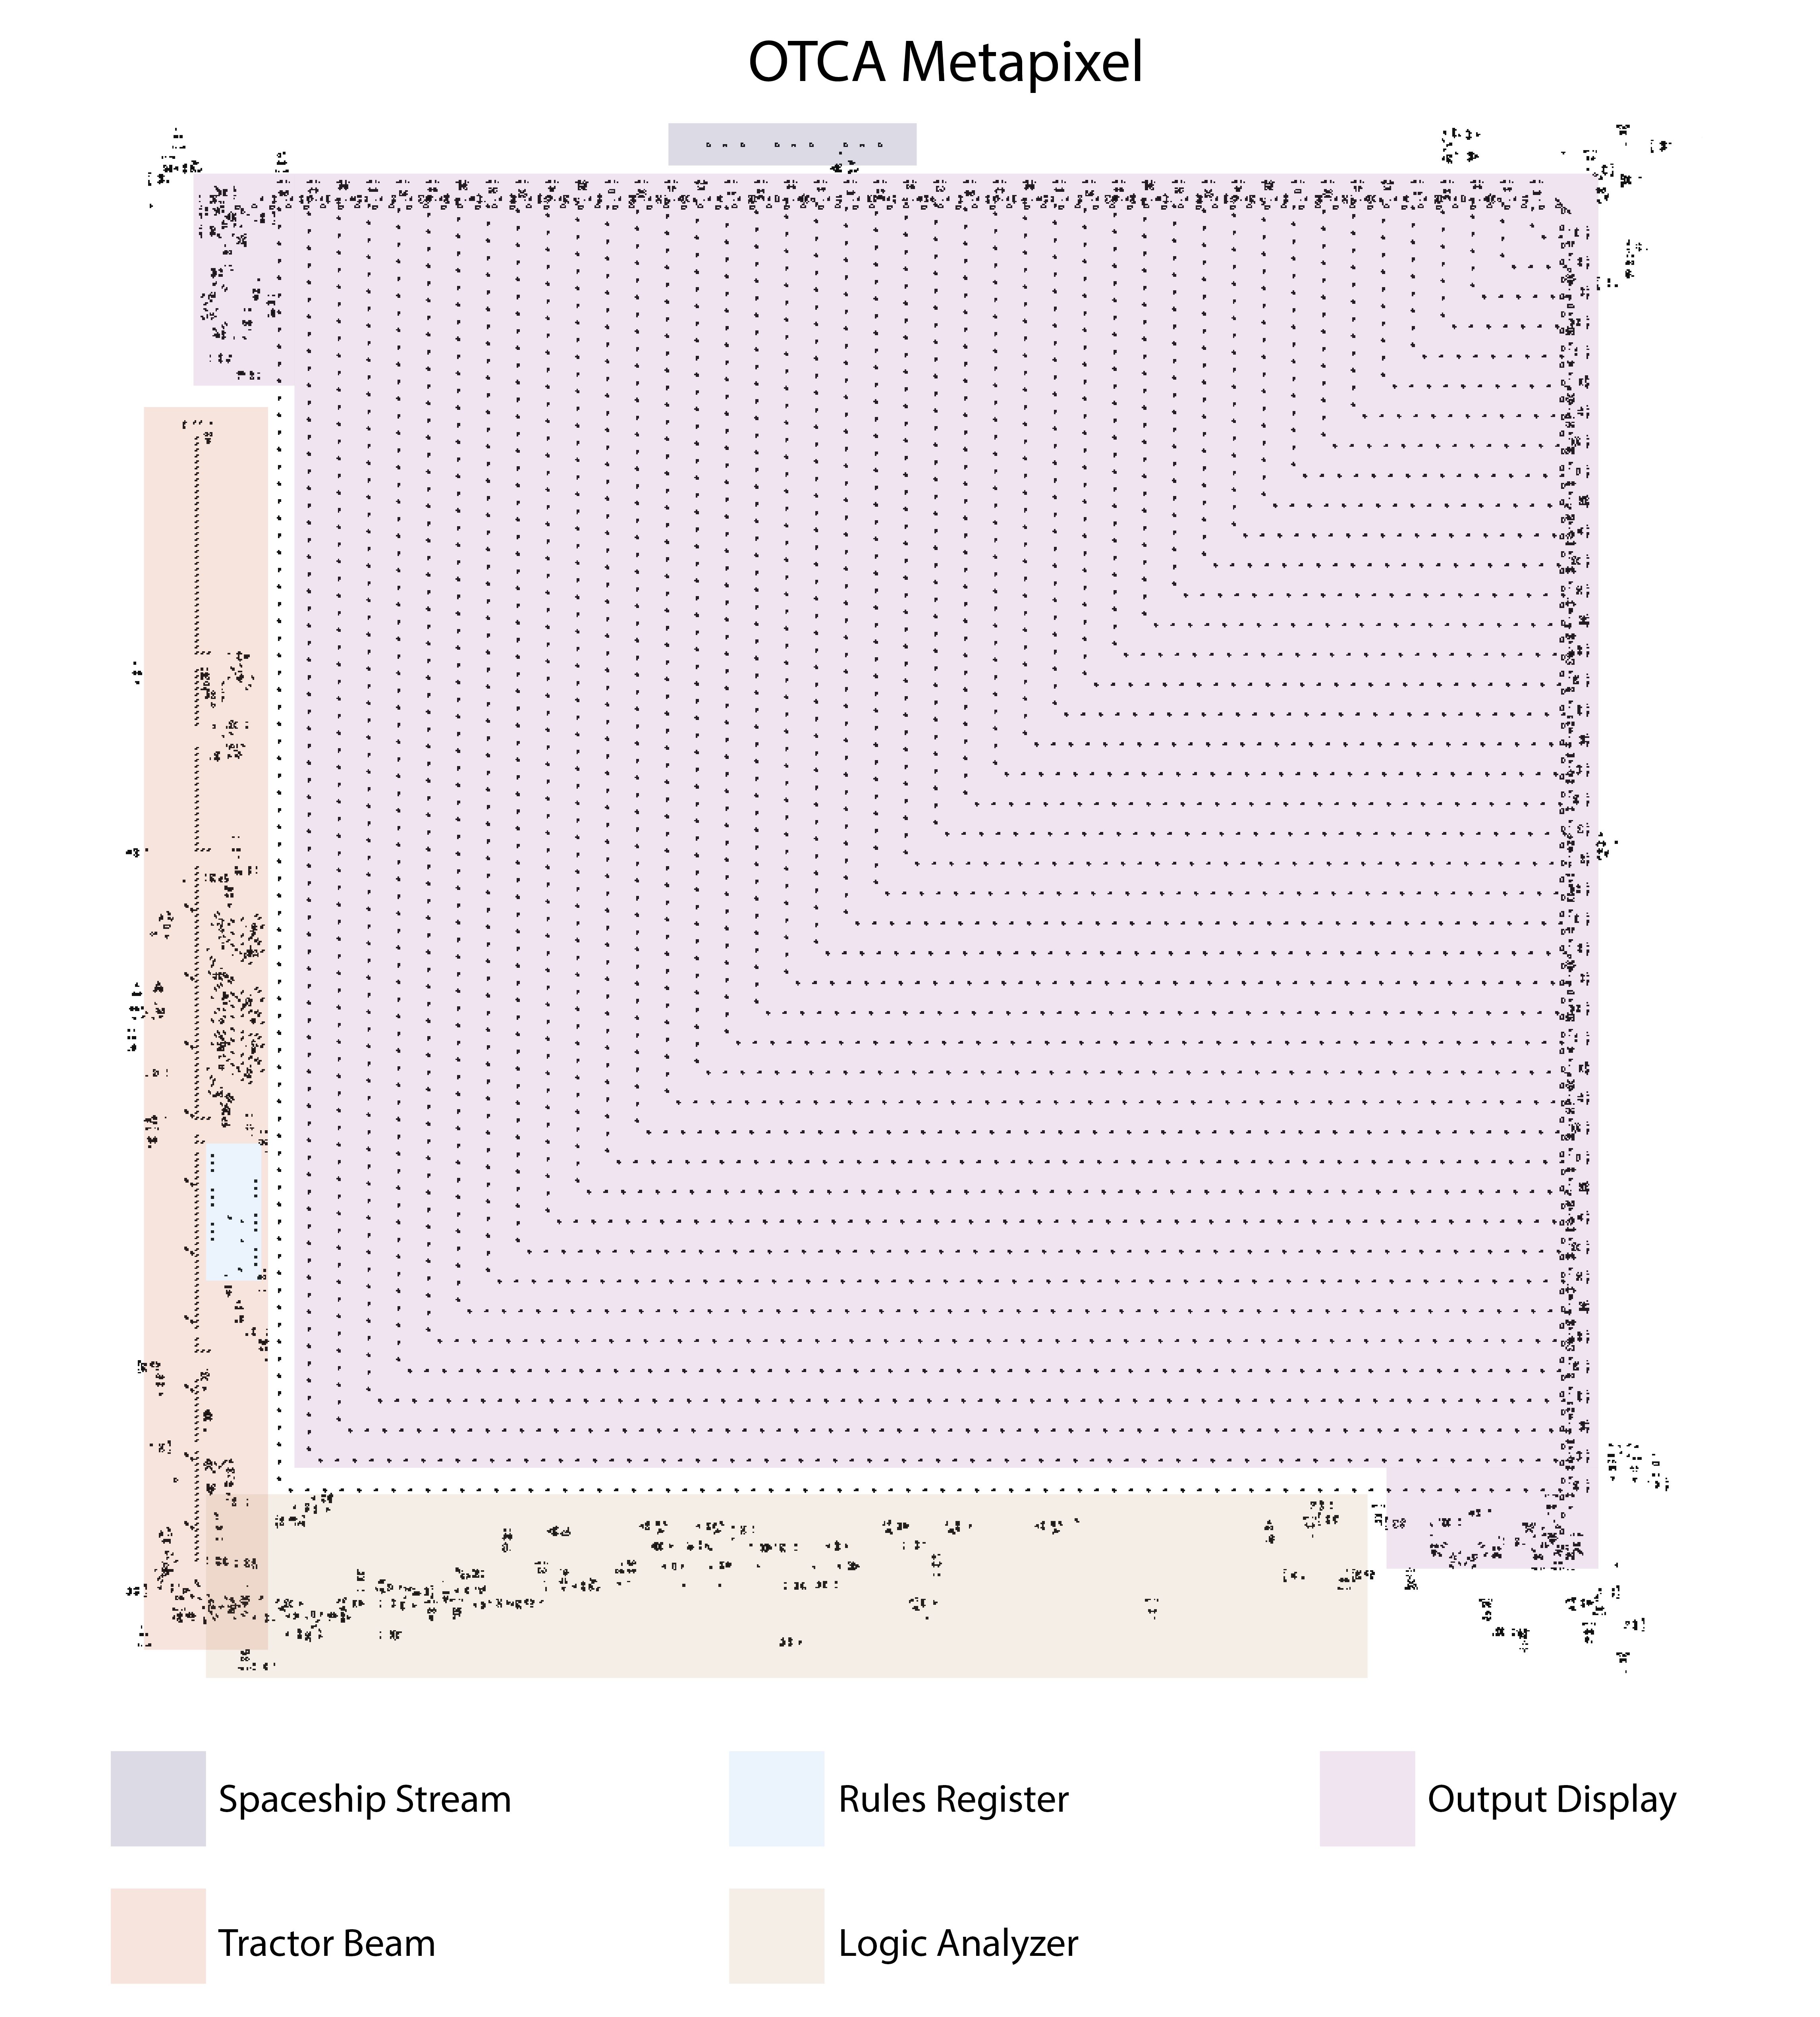 OTCA Metapixel
Spaceship Stream
Rules Register
Output Display
Tractor Beam
Logic Analyzer